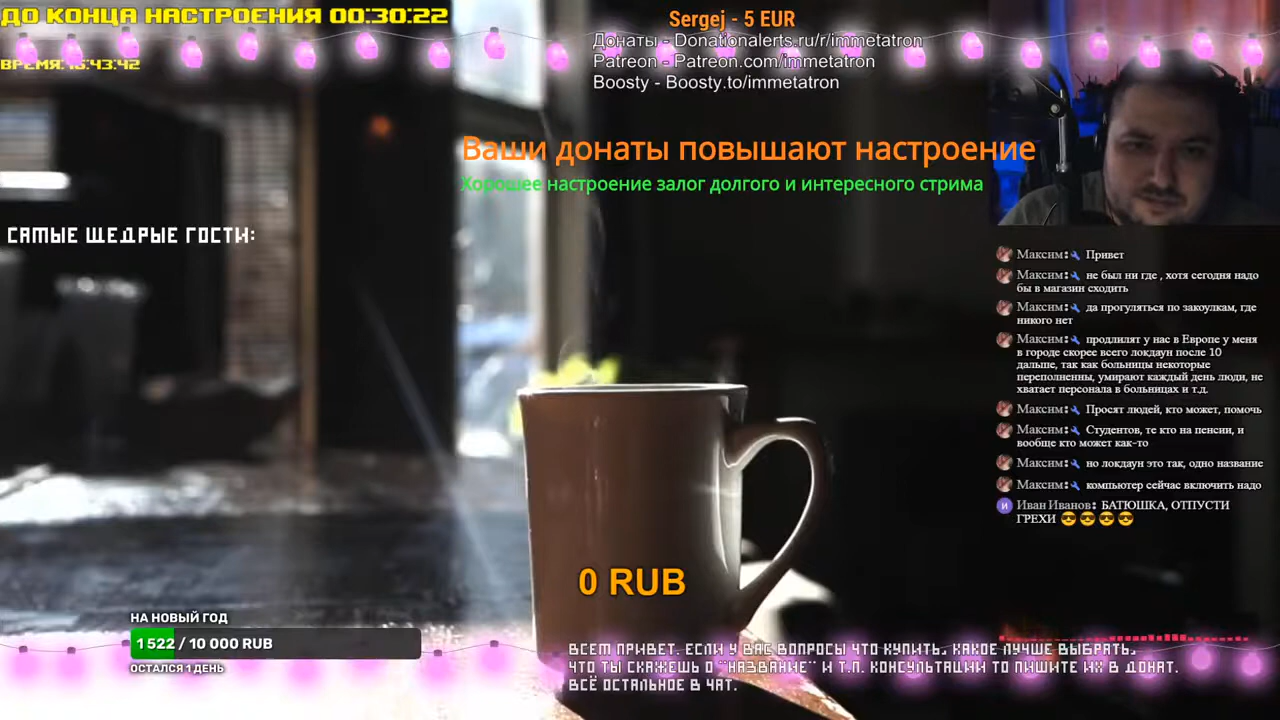 ДО КОНЦА НАСТРОЕНИЯ 00:30:22
Sergej - 5 EUR
Донаты - Donationalerts.ru/r/immetatron
Patreon - Patreon.com/immetatron
Boosty - Boosty.to/immetatron
Ваши донаты повышают настроение
Хорошее настроение залог долгого и интересного стрима
САМЫЕ ЩЕДРЫЕ ГОСТИ:
Максим: Привет
Максим: не был ни где , хотя сегодня надо
бы в магазин сходить
Максим: да прогуляться по закоулкам, где
никого нет
Максим: продлилят у нас в Европе у меня
в городе скорее всего локдаун после 10
дальше, так как больницы некоторые
переполненны, умирают каждый день люди, не
хватает персонала в больницах и т.д.
Максим: Просят людей, кто может, помочь
Максим: Студентов, те кто на пенсии, и
вообще кто может как-то
Максим: но локдаун это так, одно название
Максим: компьютер сейчас включить надо
И Иван Иванов: БАТЮШКА, ОТПУСТИ
ГРЕХИ 😎😎😎😎
0 RUB
НА НОВЫЙ ГОД
1 522 / 10 000 RUB
ОСТАЛСЯ 1 ДЕНЬ
ВСЕМ ПРИВЕТ. ЕСЛИ У ВАС ВОПРОСЫ ЧТО КУПИТЬ, КАКОЕ ЛУЧШЕ ВЫБРАТЬ,
ЧТО ТЫ СКАЖЕШЬ О "НАЗВАНИЕ" И Т.П. КОНСУЛЬТАЦИИ ТО ПИШИТЕ ИХ В ДОНАТ.
ВСЁ ОСТАЛЬНОЕ В ЧАТ.